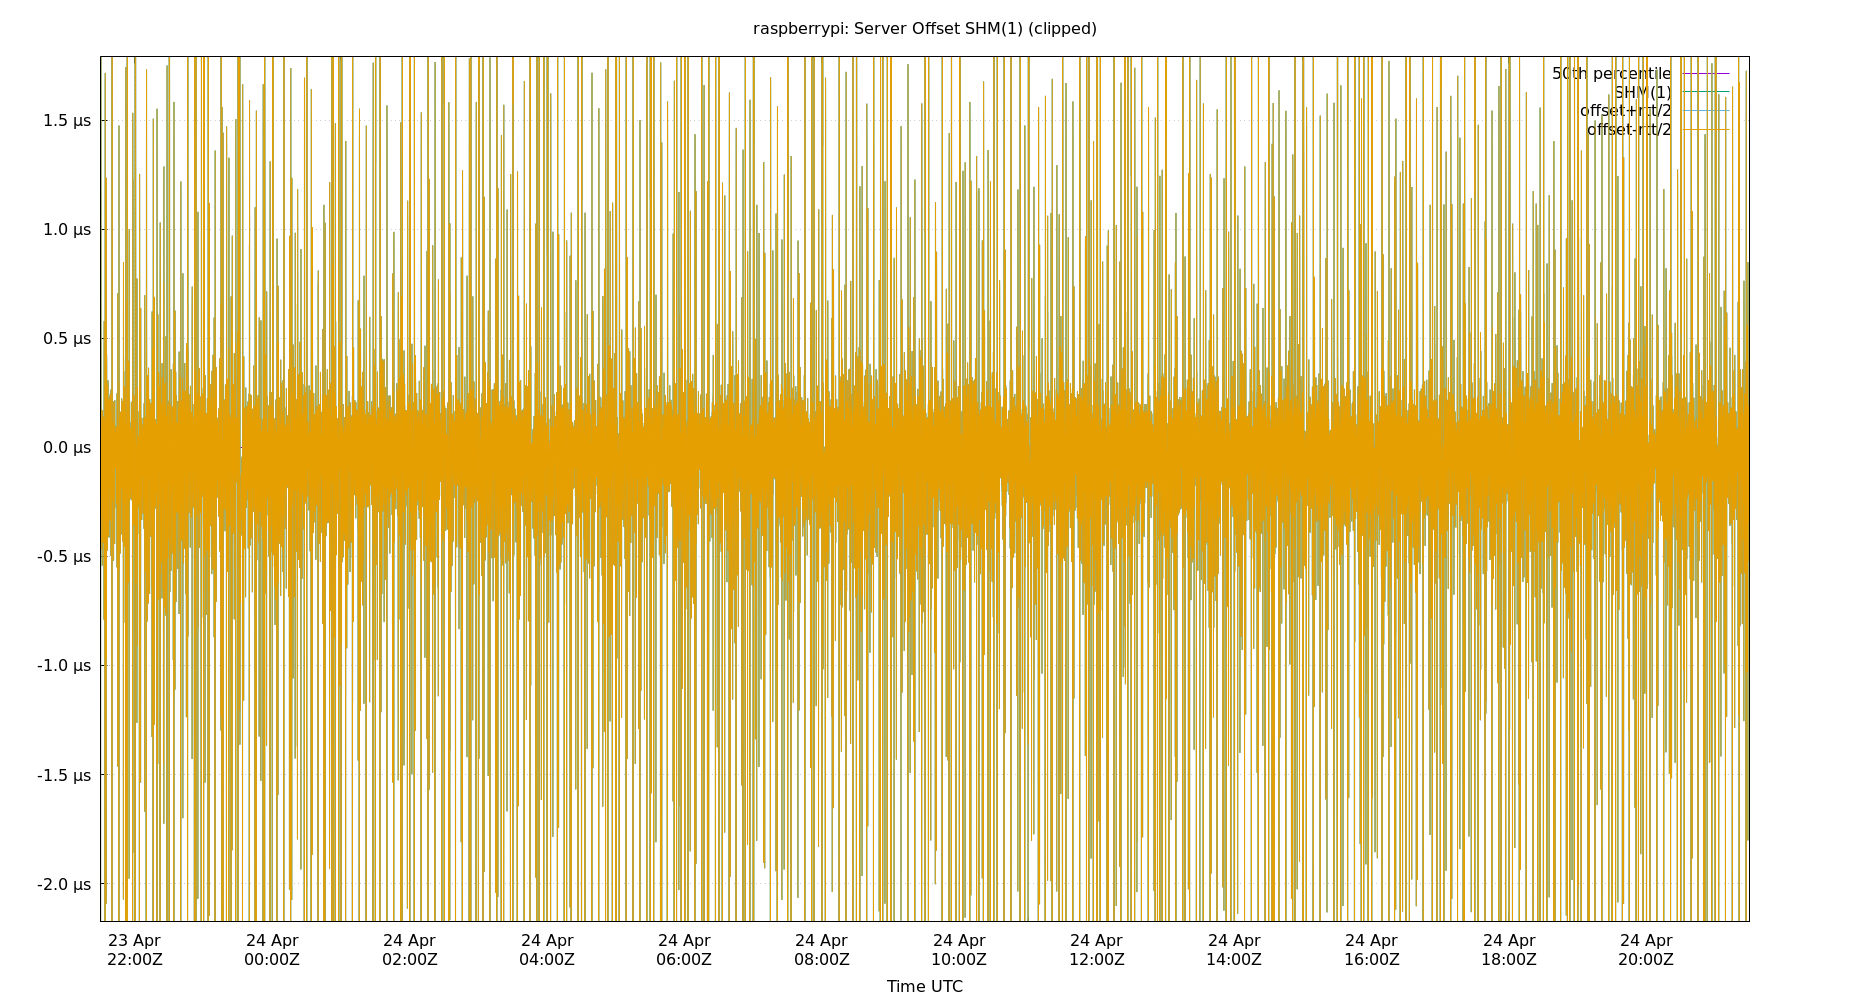 raspberrypi: Server Offset SHM(1) (clipped)
50th percentile
SHM(1)
offset+rtt/2
offset-rtt/2
1.5 µs
1.0 µs
0.5 µs
0.0 µs
-0.5 µs
-1.0 µs
-1.5 µs
-2.0 µs
23 Apr 24 Apr 24 Apr 24 Apr 24 Apr 24 Apr 24 Apr 24 Apr 24 Apr 24 Apr 24 Apr 24 Apr
22:00Z 00:00Z 02:00Z 04:00Z 06:00Z 08:00Z 10:00Z 12:00Z 14:00Z 16:00Z 18:00Z 20:00Z
Time UTC